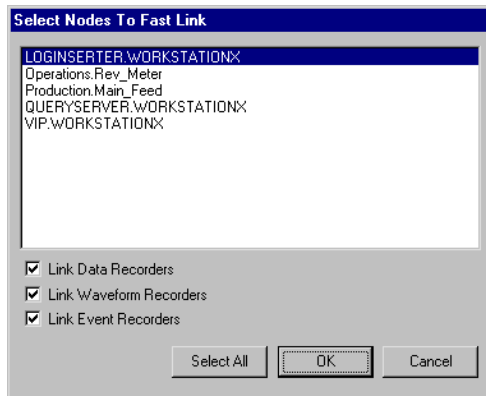 Select Nodes To Fast Link
LOGINSERTER.WORKSTATIONX
Operations.Rev_Meter
Production.Main_Feed
QUERYSERVER.WORKSTATIONX
VIP.WORKSTATIONX
Link Data Recorders
Link Waveform Recorders
Link Event Recorders
Select All OK Cancel